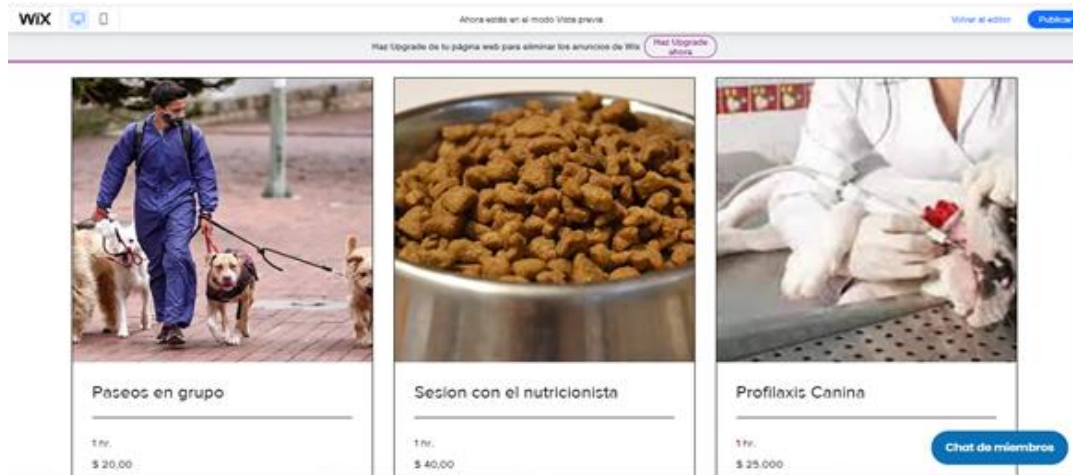 WiX
Ahora estás en el modo Vista previa
Volver al editor
Publicar
Haz Upgrade de tu página web para eliminar los anuncios de Wix
Haz Upgrade
ahora
Paseos en grupo
Sesion con el nutricionista
Profilaxis Canina
1 hr.
1 hr.
1 hr.
$ 20,00
$ 40,00
$ 25.000
Chat de miembros